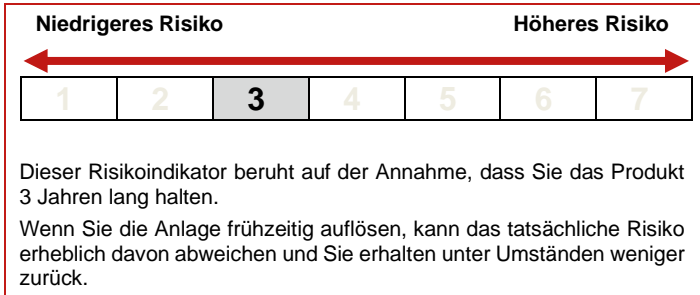 Niedrigeres Risiko Höheres Risiko
1 2 3 4 5 6 7
Dieser Risikoindikator beruht auf der Annahme, dass Sie das Produkt
3 Jahren lang halten.
Wenn Sie die Anlage frühzeitig auflösen, kann das tatsächliche Risiko
erheblich davon abweichen und Sie erhalten unter Umständen weniger
zurück.